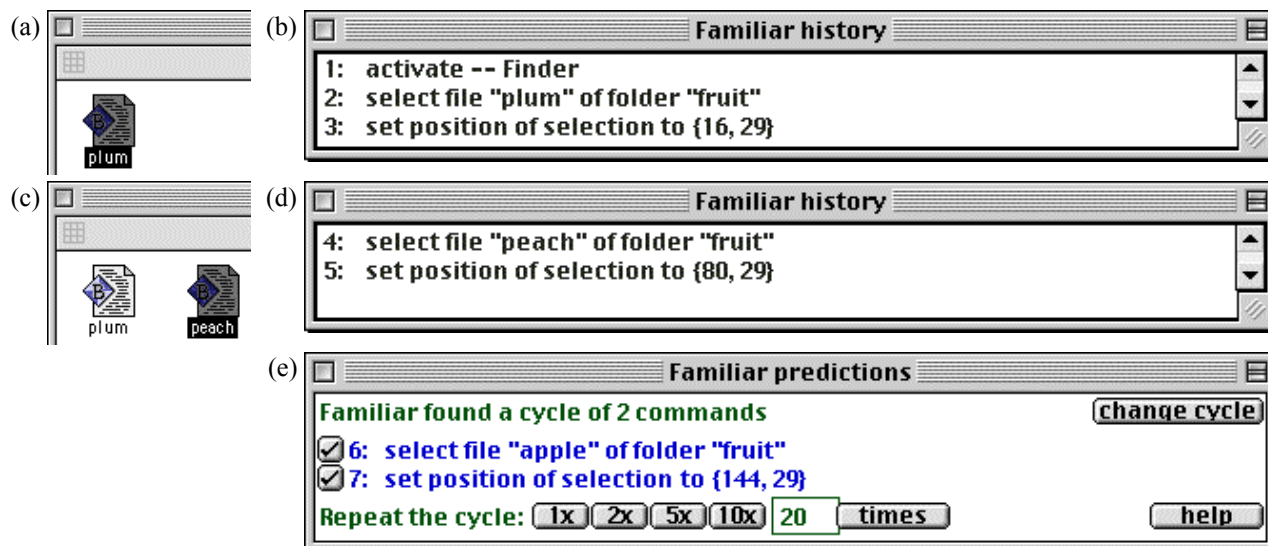 (a)
plum
(b) Familiar history
1: activate -- Finder
2: select file "plum" of folder "fruit"
3: set position of selection to {16, 29}
(c)
plum peach
(d) Familiar history
4: select file "peach" of folder "fruit"
5: set position of selection to {80, 29}
(e) Familiar predictions
Familiar found a cycle of 2 commands change cycle
6: select file "apple" of folder "fruit"
7: set position of selection to {144, 29}
Repeat the cycle: 1x 2x 5x 10x 20 times help